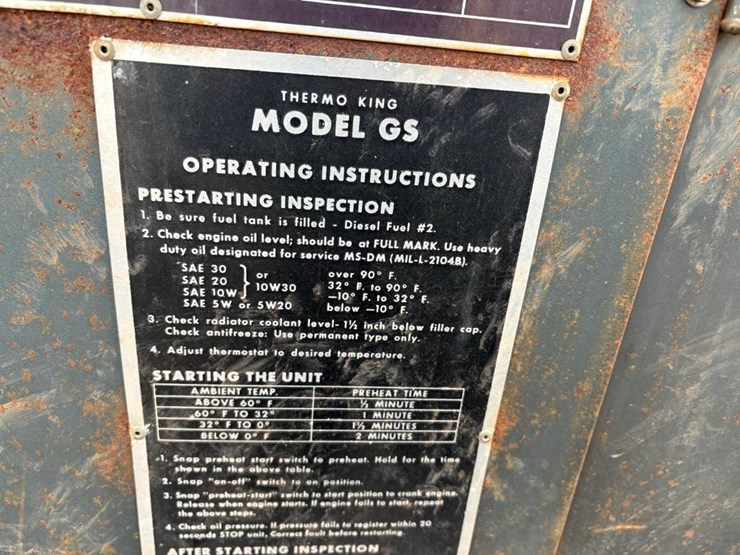 THERMO KING
MODEL GS
OPERATING INSTRUCTIONS
PRESTARTING INSPECTION
1. Be sure fuel tank is filled - Diesel Fuel #2.
2. Check engine oil level; should be at FULL MARK. Use heavy
duty oil designated for service MS-DM (MIL-L-2104B).
SAE 30 over 90° F.
SAE 20 or 32° F. to 90° F.
SAE 10W 10W30 −10° F. to 32° F.
SAE 5W or 5W20 below −10° F.
3. Check radiator coolant level- 1½ inch below filler cap.
Check antifreeze: Use permanent type only.
4. Adjust thermostat to desired temperature.
STARTING THE UNIT
AMBIENT TEMP. PREHEAT TIME
ABOVE 60° F ½ MINUTE
60° F TO 32° 1 MINUTE
32° F TO 0° 1½ MINUTES
BELOW 0° F 2 MINUTES
1. Snap preheat start switch to preheat. Hold for the time
shown in the above table.
2. Snap "on-off" switch to on position.
3. Snap "preheat-start" switch to start position to crank engine.
Release when engine starts. If engine fails to start, repeat
the above steps.
4. Check oil pressure. If pressure fails to register within 20
seconds STOP unit. Correct fault before restarting.
AFTER STARTING INSPECTION